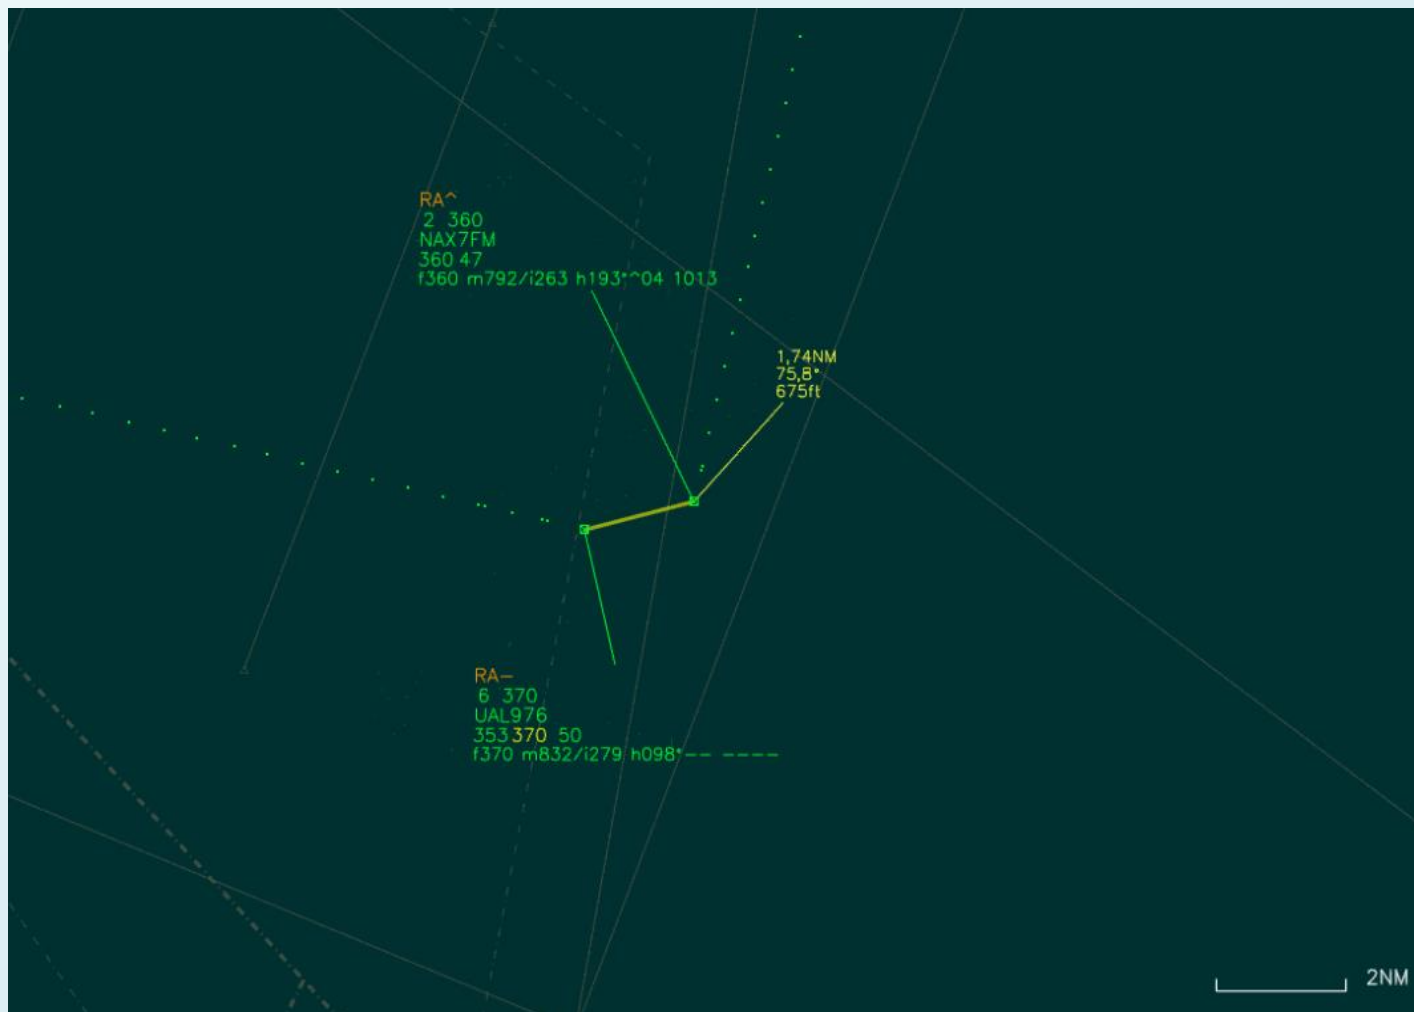 RA^
2 360
NAX7FM
360 47
f360 m792/i263 h193°^04 1013
1,74NM
75,8°
675ft
RA–
6 370
UAL976
353 370 50
f370 m832/i279 h098°-- ----
2NM